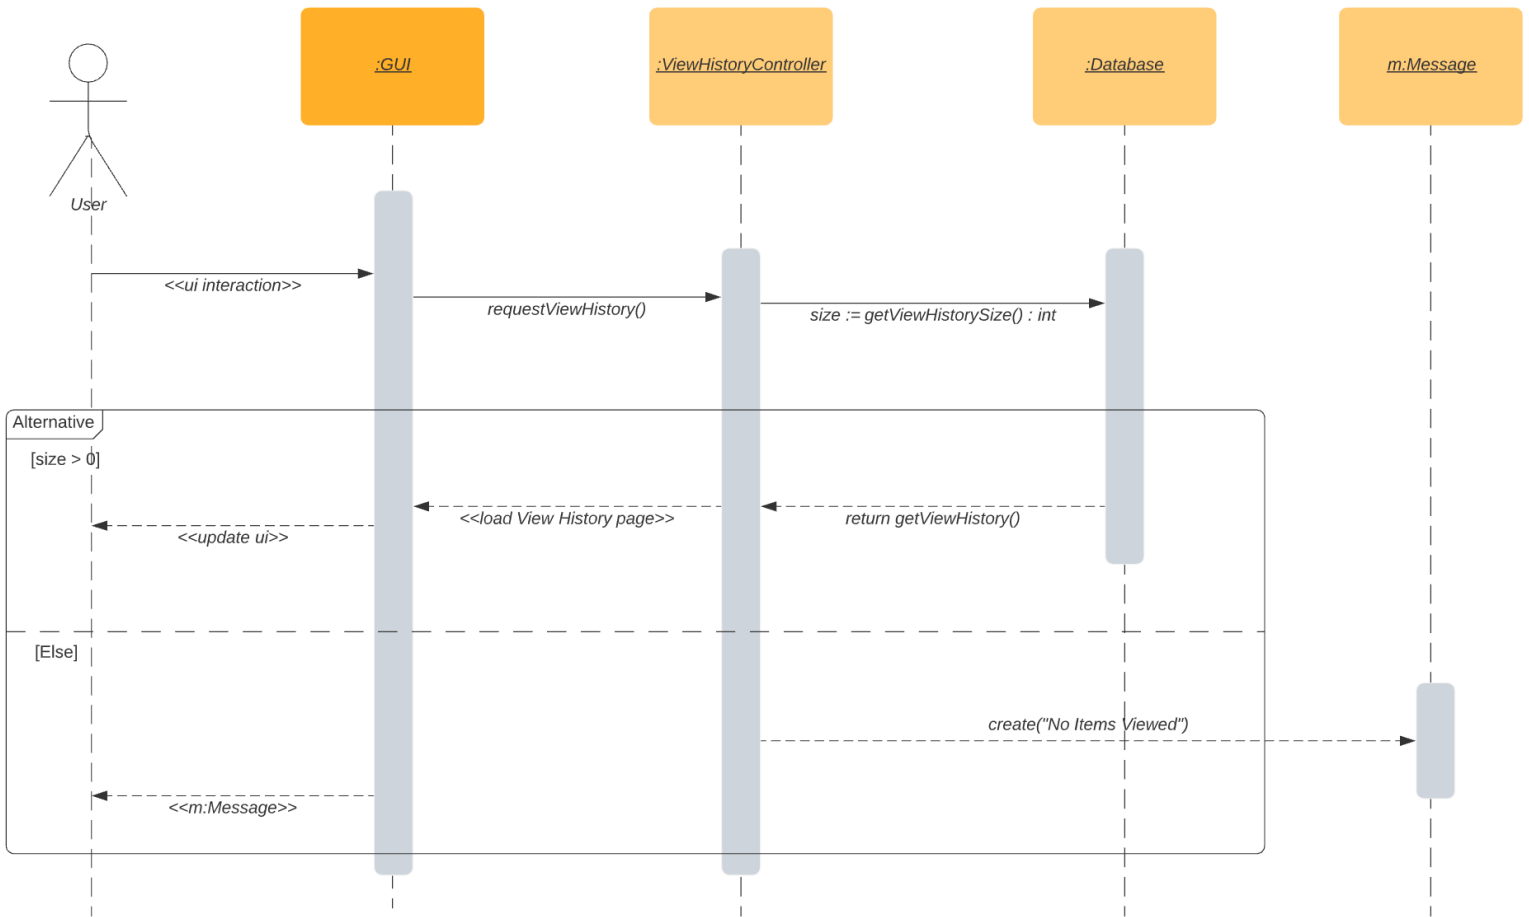 :GUI
:ViewHistoryController
:Database
m:Message
User
<<ui interaction>>
requestViewHistory()
size := getViewHistorySize() : int
Alternative
[size > 0]
<<load View History page>>
return getViewHistory()
<<update ui>>
[Else]
create("No Items Viewed")
<<m:Message>>